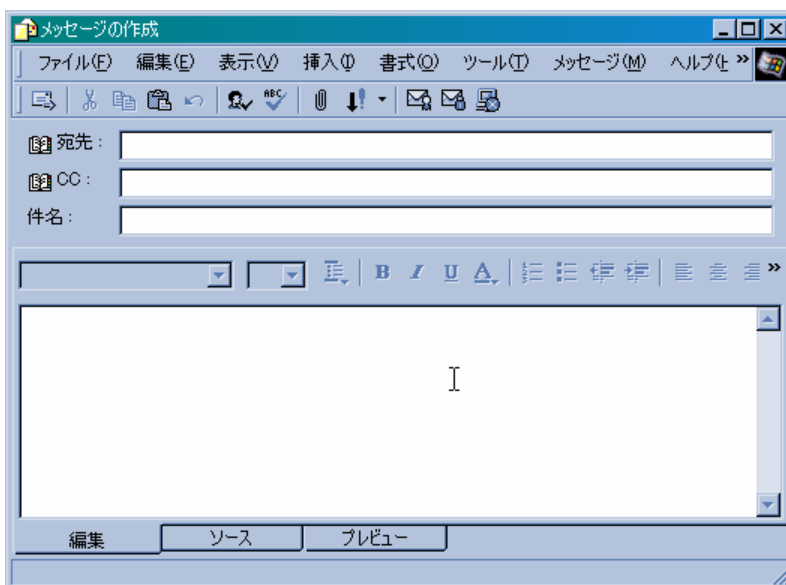 メッセージの作成
ファイル(F) 編集(E) 表示(V) 挿入(I) 書式(O) ツール(T) メッセージ(M) ヘルプ(H »
ABC
宛先:
CC:
件名:
B I U A »
編集 ソース プレビュー